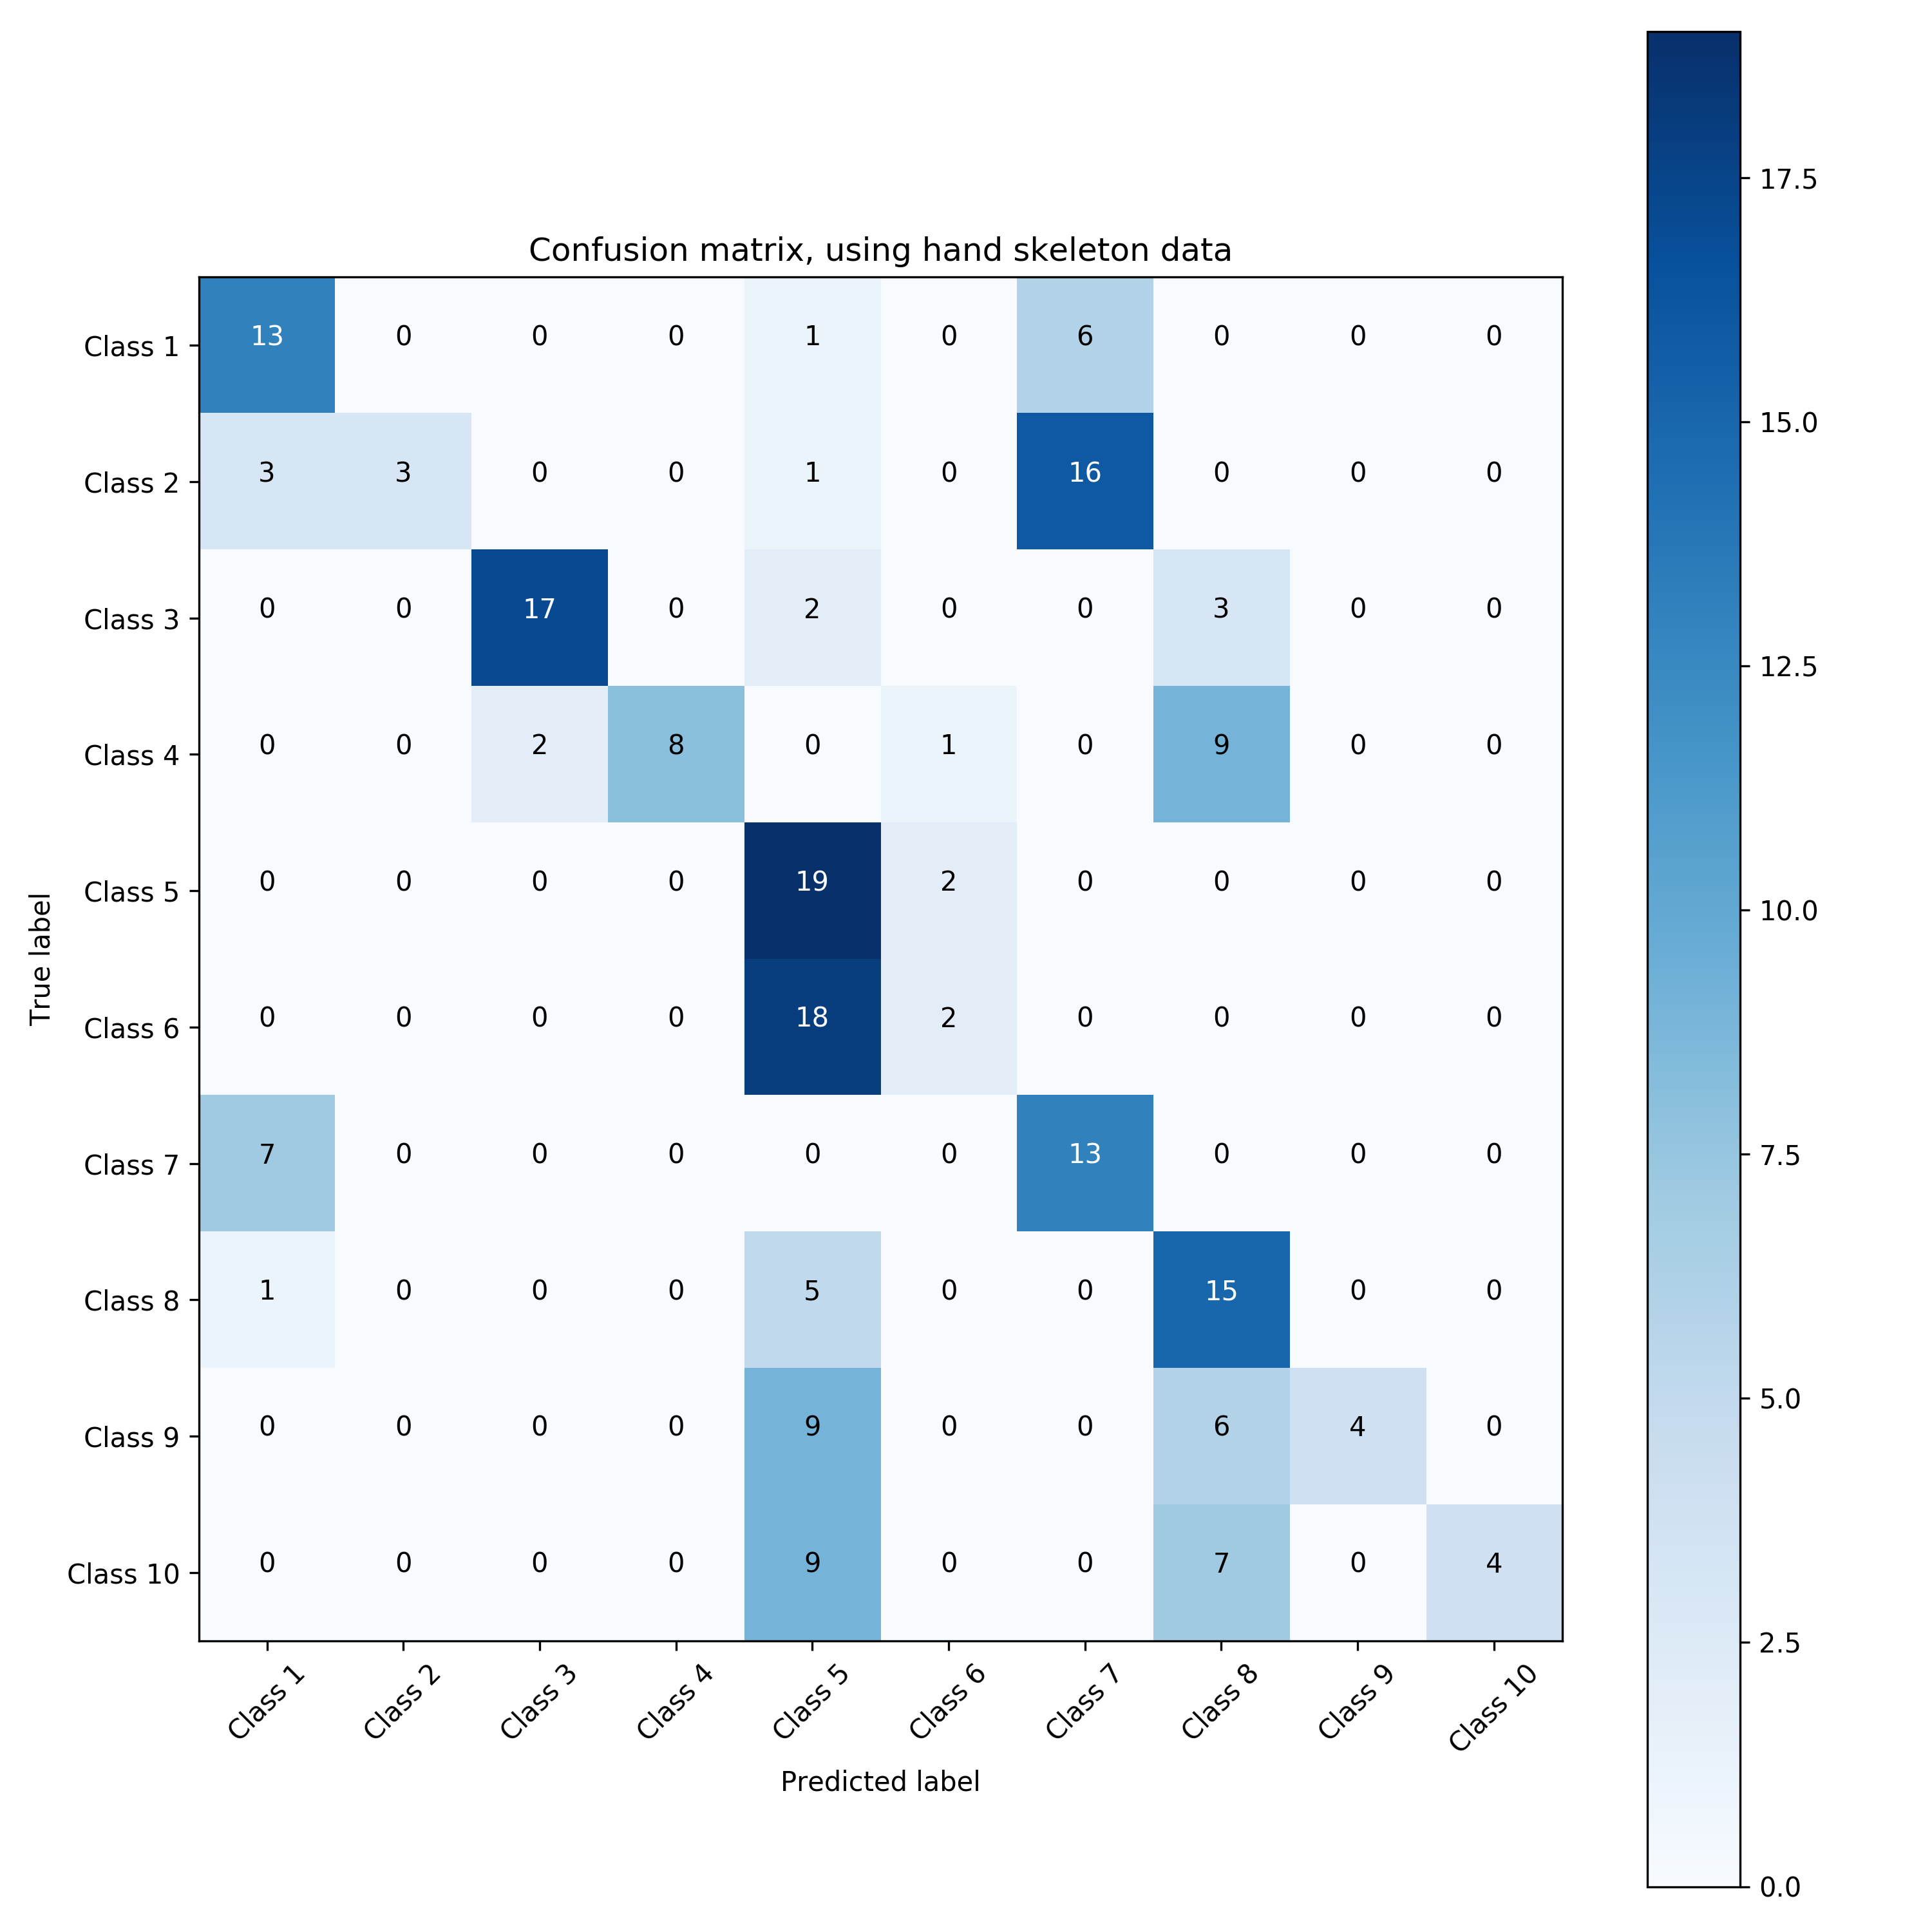 Confusion matrix, using hand skeleton data
Class 1 13 0 0 0 1 0 6 0 0 0
Class 2 3 3 0 0 1 0 16 0 0 0
Class 3 0 0 17 0 2 0 0 3 0 0
Class 4 0 0 2 8 0 1 0 9 0 0
Class 5 0 0 0 0 19 2 0 0 0 0
Class 6 0 0 0 0 18 2 0 0 0 0
Class 7 7 0 0 0 0 0 13 0 0 0
Class 8 1 0 0 0 5 0 0 15 0 0
Class 9 0 0 0 0 9 0 0 6 4 0
Class 10 0 0 0 0 9 0 0 7 0 4
Class 1 Class 2 Class 3 Class 4 Class 5 Class 6 Class 7 Class 8 Class 9 Class 10
Predicted label
True label
17.5
15.0
12.5
10.0
7.5
5.0
2.5
0.0